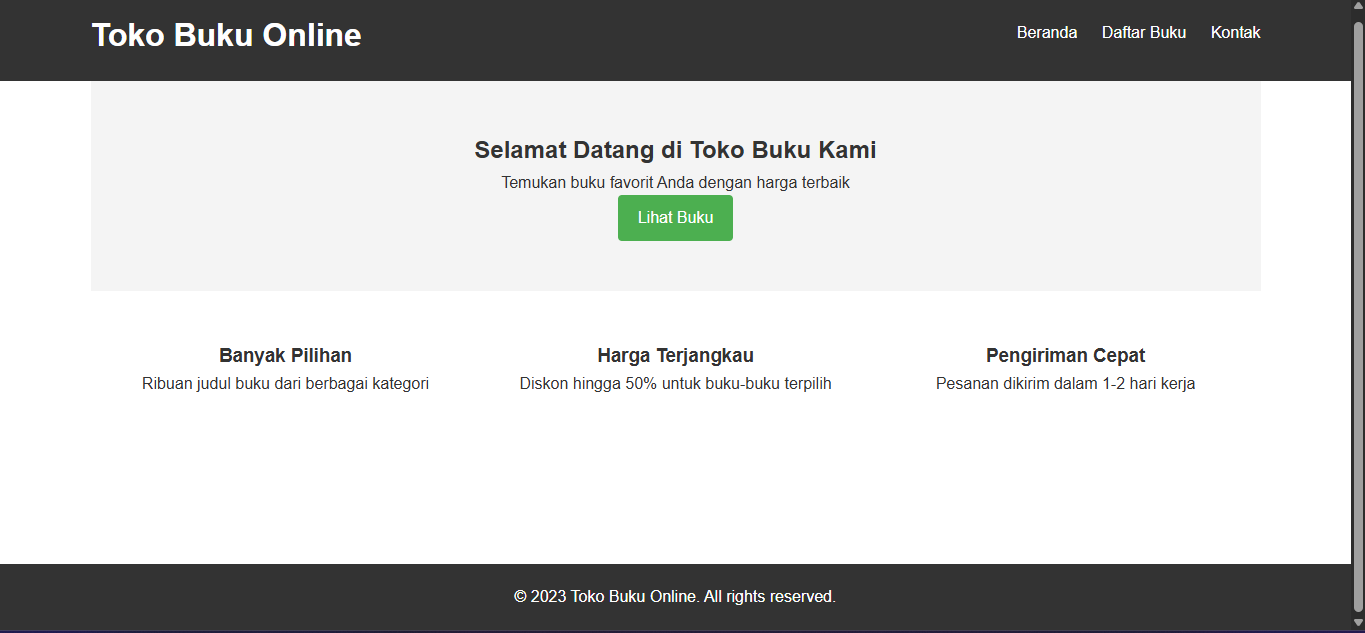 Toko Buku Online
Beranda Daftar Buku Kontak
Selamat Datang di Toko Buku Kami
Temukan buku favorit Anda dengan harga terbaik
Lihat Buku
Banyak Pilihan
Ribuan judul buku dari berbagai kategori
Harga Terjangkau
Diskon hingga 50% untuk buku-buku terpilih
Pengiriman Cepat
Pesanan dikirim dalam 1-2 hari kerja
© 2023 Toko Buku Online. All rights reserved.